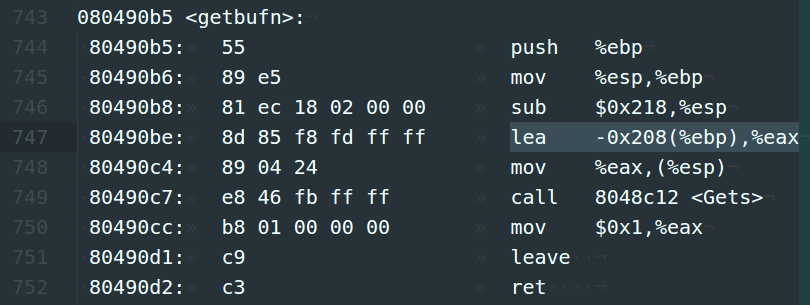 743 080490b5 <getbufn>:
744 80490b5: 55 push %ebp
745 80490b6: 89 e5 mov %esp,%ebp
746 80490b8: 81 ec 18 02 00 00 sub $0x218,%esp
747 80490be: 8d 85 f8 fd ff ff lea -0x208(%ebp),%eax
748 80490c4: 89 04 24 mov %eax,(%esp)
749 80490c7: e8 46 fb ff ff call 8048c12 <Gets>
750 80490cc: b8 01 00 00 00 mov $0x1,%eax
751 80490d1: c9 leave
752 80490d2: c3 ret